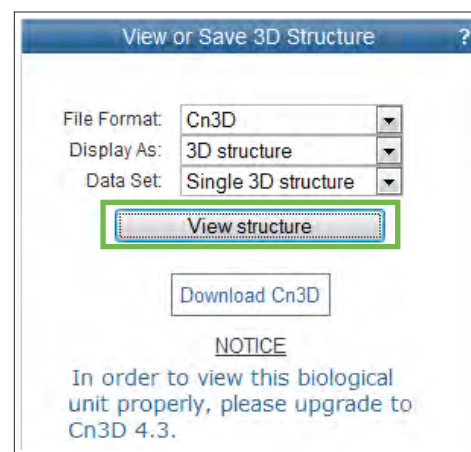 View or Save 3D Structure ?
File Format: Cn3D
Display As: 3D structure
Data Set: Single 3D structure
View structure
Download Cn3D
NOTICE
In order to view this biological
unit properly, please upgrade to
Cn3D 4.3.